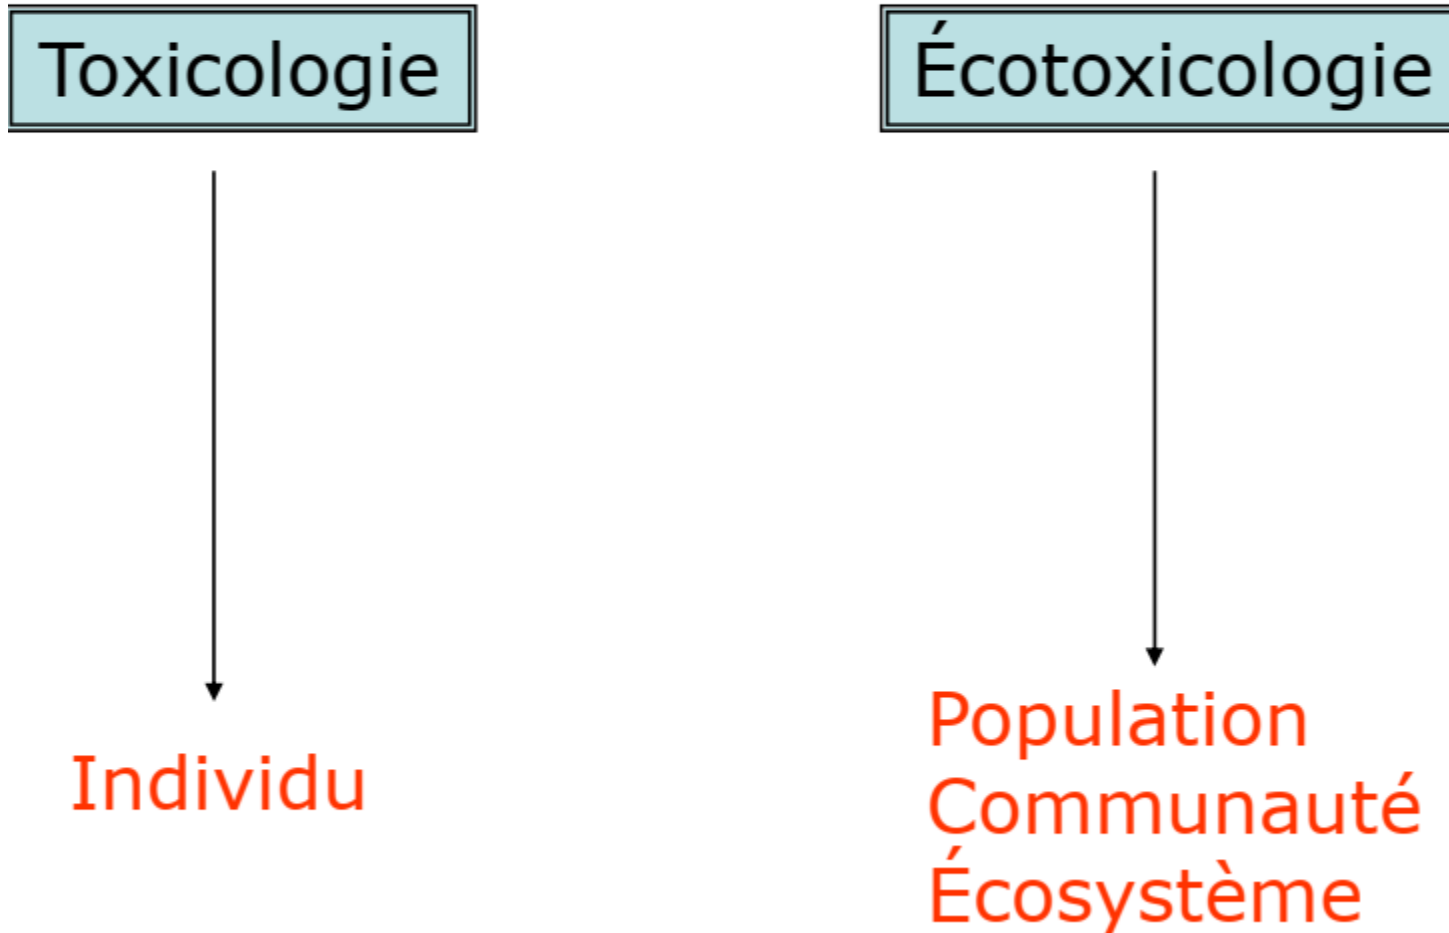 Toxicologie
Écotoxicologie
Individu
Population
Communauté
Écosystème